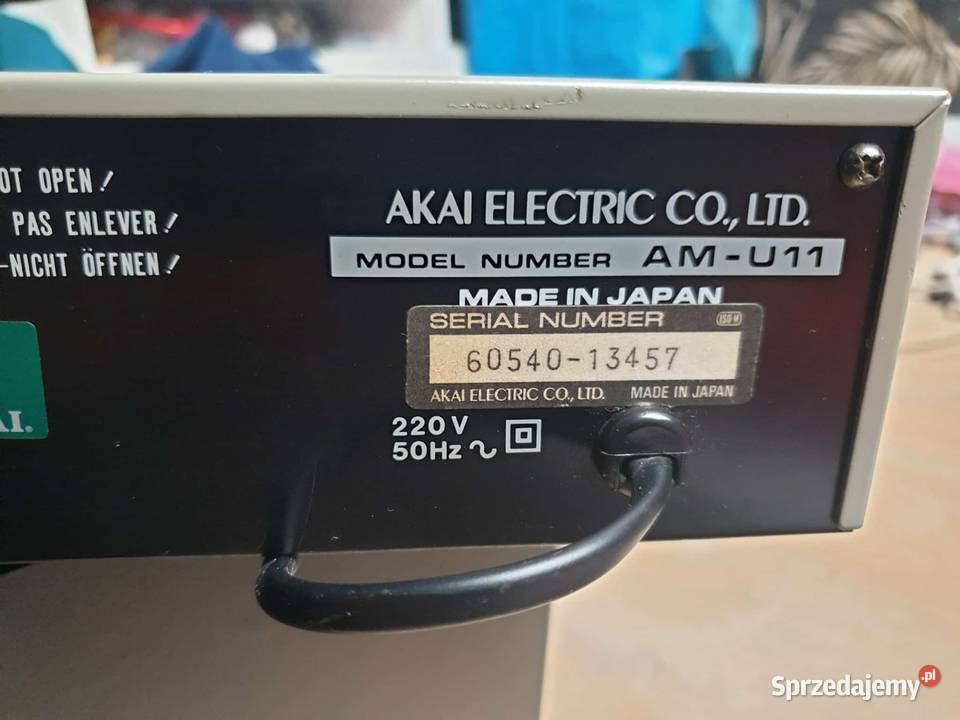 OT OPEN!
PAS ENLEVER!
-NICHT ÖFFNEN!
AKAI ELECTRIC CO., LTD.
MODEL NUMBER AM-U11
MADE IN JAPAN
SERIAL NUMBER
60540-13457
AKAI ELECTRIC CO., LTD. MADE IN JAPAN
AI.
220V
50Hz
Sprzedajemy.pl